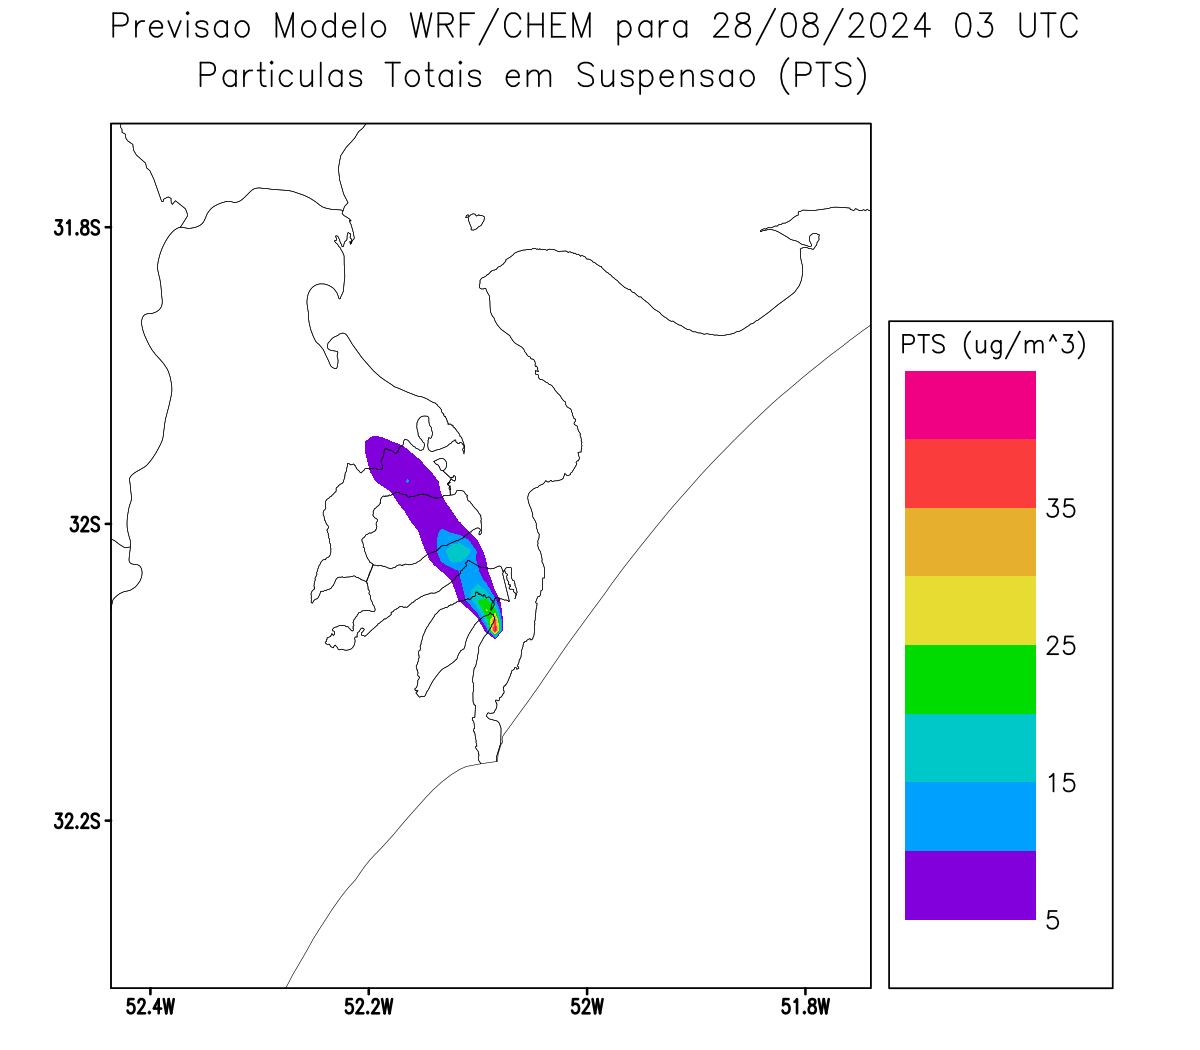 Previsao Modelo WRF/CHEM para 28/08/2024 03 UTC
Particulas Totais em Suspensao (PTS)
31.8S
32S
32.2S
52.4W
52.2W
52W
51.8W
PTS (ug/m^3)
35
25
15
5